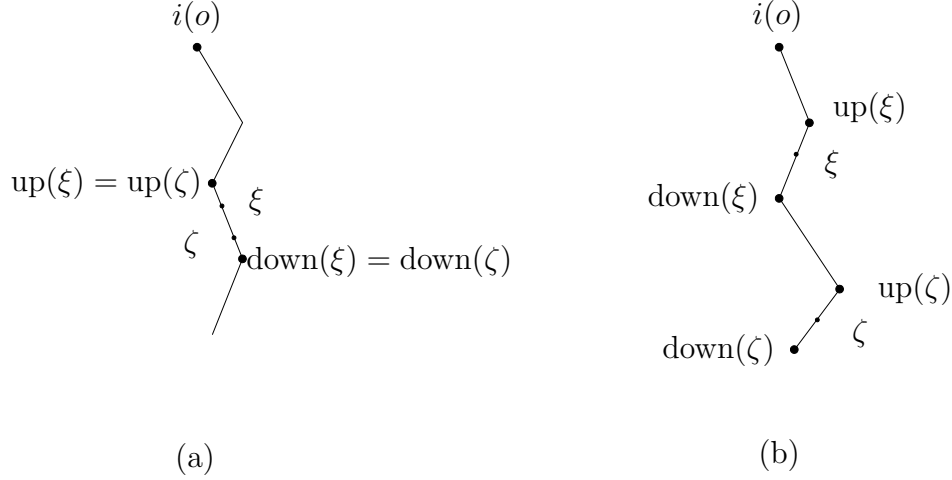 i(o)
up(ξ) = up(ζ)
ξ
ζ
down(ξ) = down(ζ)
(a)
i(o)
up(ξ)
ξ
down(ξ)
up(ζ)
ζ
down(ζ)
(b)